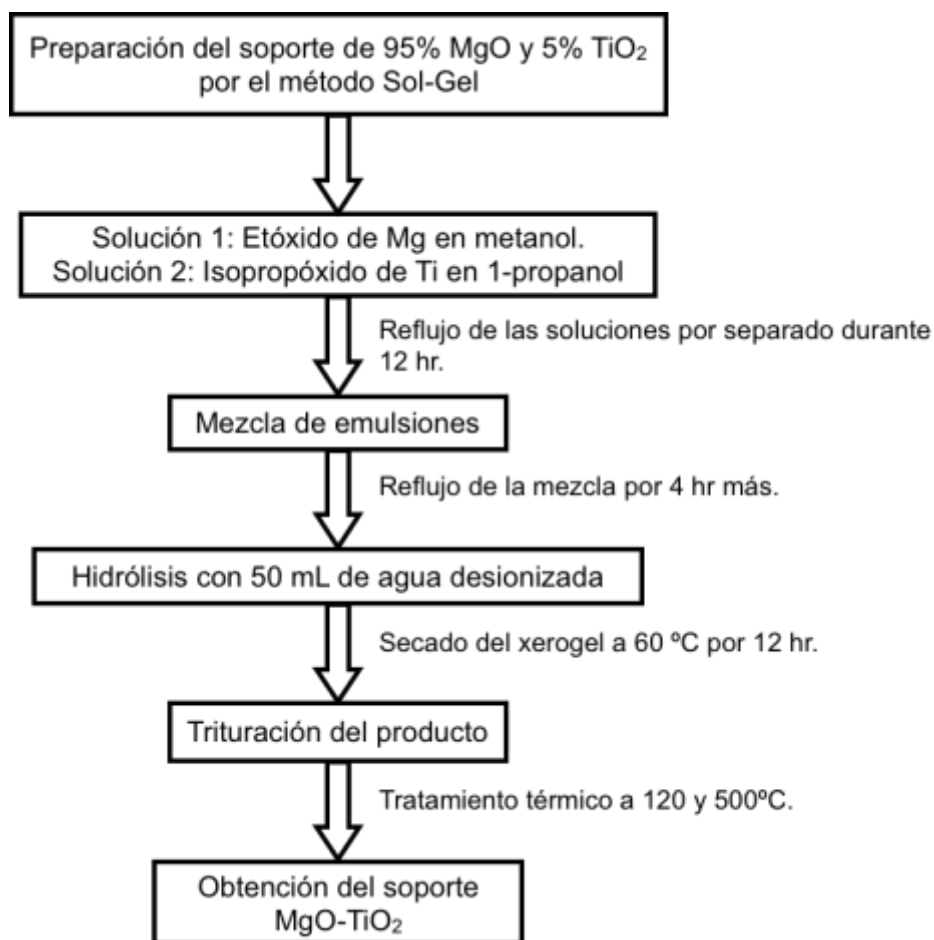 Preparación del soporte de 95% MgO y 5% TiO₂
por el método Sol-Gel
Solución 1: Etóxido de Mg en metanol.
Solución 2: Isopropóxido de Ti en 1-propanol
Reflujo de las soluciones por separado durante
12 hr.
Mezcla de emulsiones
Reflujo de la mezcla por 4 hr más.
Hidrólisis con 50 mL de agua desionizada
Secado del xerogel a 60 ºC por 12 hr.
Trituración del producto
Tratamiento térmico a 120 y 500ºC.
Obtención del soporte
MgO-TiO₂